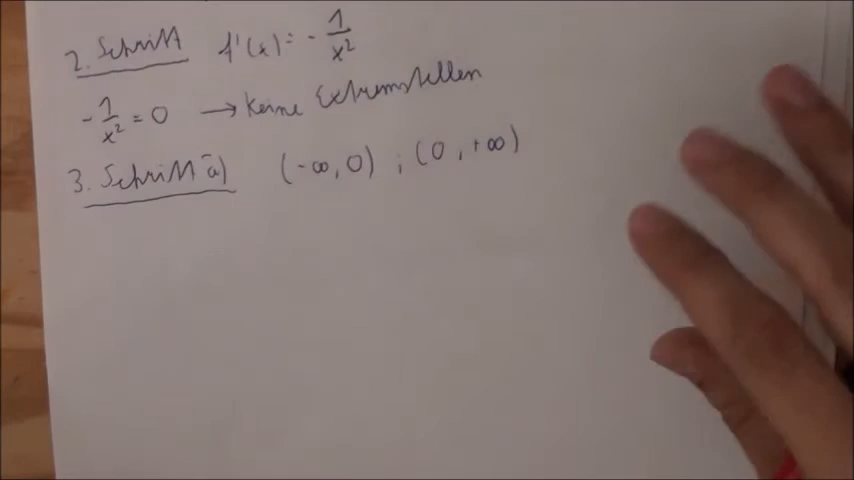 2. Schritt f'(x) = - 1/x²
- 1/x² = 0 → Keine Extremstellen
3. Schritt a) (-∞, 0) ; (0, +∞)